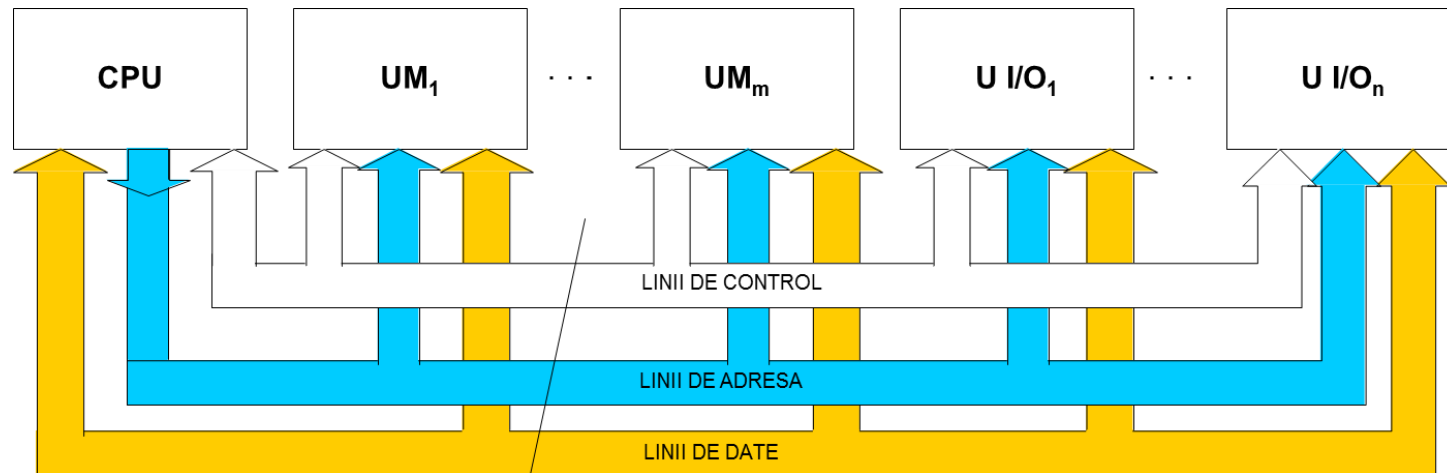 CPU UM₁ · · · UMₘ U I/O₁ · · · U I/Oₙ
LINII DE CONTROL
LINII DE ADRESA
LINII DE DATE